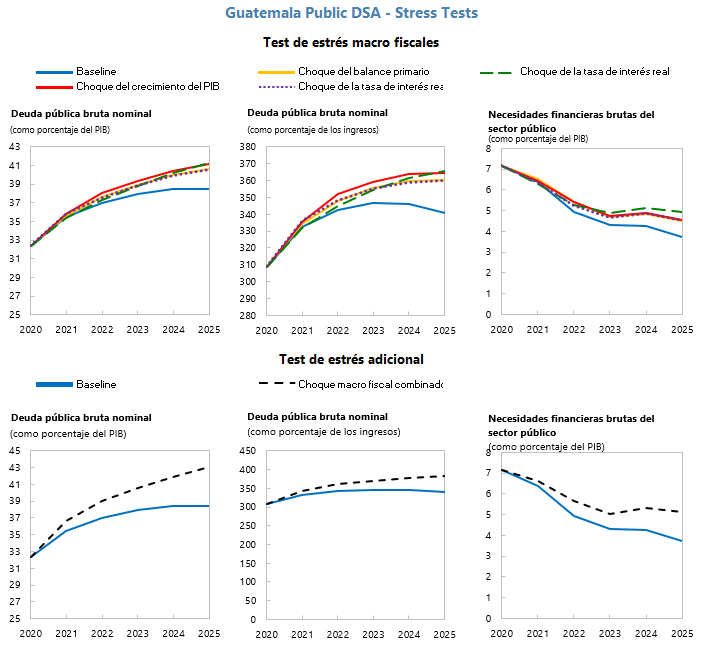 Guatemala Public DSA - Stress Tests
Test de estrés macro fiscales
Baseline
Choque del balance primario
Choque de la tasa de interés real
Choque del crecimiento del PIB
Choque de la tasa de interés rea
Deuda pública bruta nominal
(como porcentaje del PIB)
43
41
39
37
35
33
31
29
27
25
2020 2021 2022 2023 2024 2025
Deuda pública bruta nominal
(como porcentaje de los ingresos)
380
370
360
350
340
330
320
310
300
290
280
2020 2021 2022 2023 2024 2025
Necesidades financieras brutas del
sector público
(como porcentaje del PIB)
8
7
6
5
4
3
2
1
0
2020 2021 2022 2023 2024 2025
Test de estrés adicional
Baseline
Choque macro fiscal combinado
Deuda pública bruta nominal
(como porcentaje del PIB)
45
43
41
39
37
35
33
31
29
27
25
2020 2021 2022 2023 2024 2025
Deuda pública bruta nominal
(como porcentaje de los ingresos)
450
400
350
300
250
200
150
100
50
0
2020 2021 2022 2023 2024 2025
Necesidades financieras brutas del
sector público
(como porcentaje del PIB)
8
7
6
5
4
3
2
1
0
2020 2021 2022 2023 2024 2025